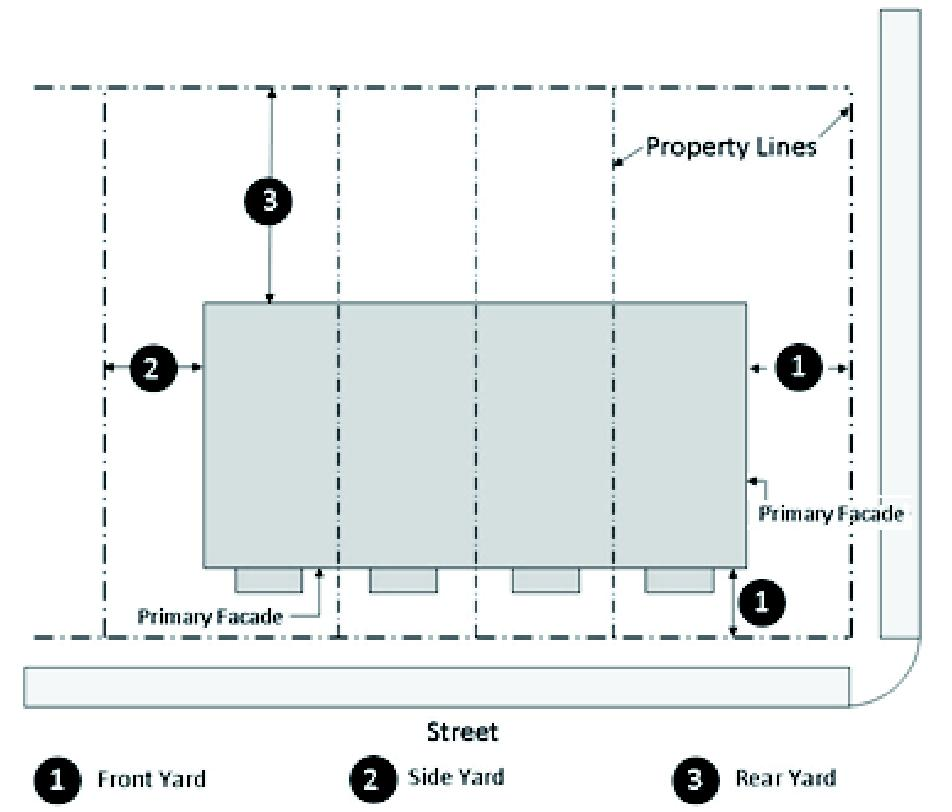 Property Lines
3
2
1
Primary Facade
1
Primary Facade
Street
1 Front Yard
2 Side Yard
3 Rear Yard